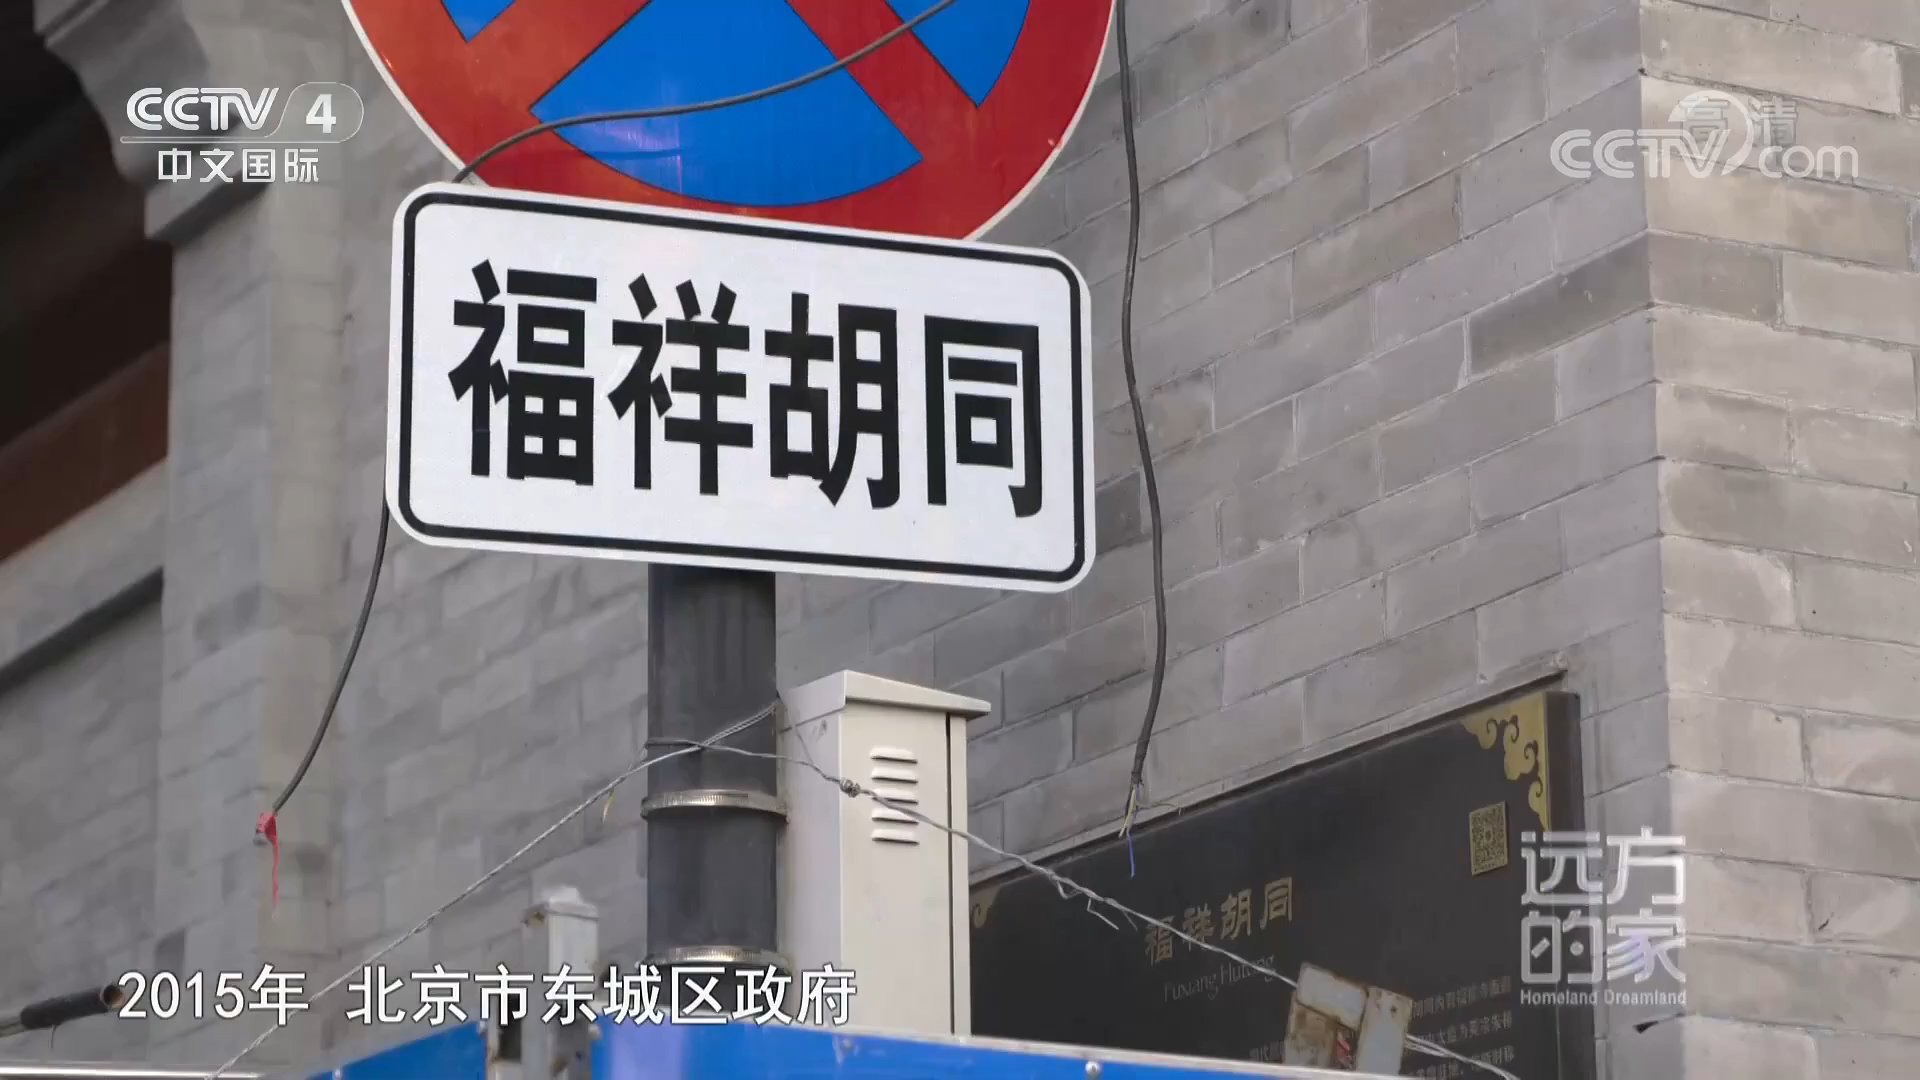 CCTV 4
中文国际
高清
CCTV.com
福祥胡同
福祥胡同
Fuxiang Hutong
远方的家
Homeland Dreamland
2015年 北京市东城区政府